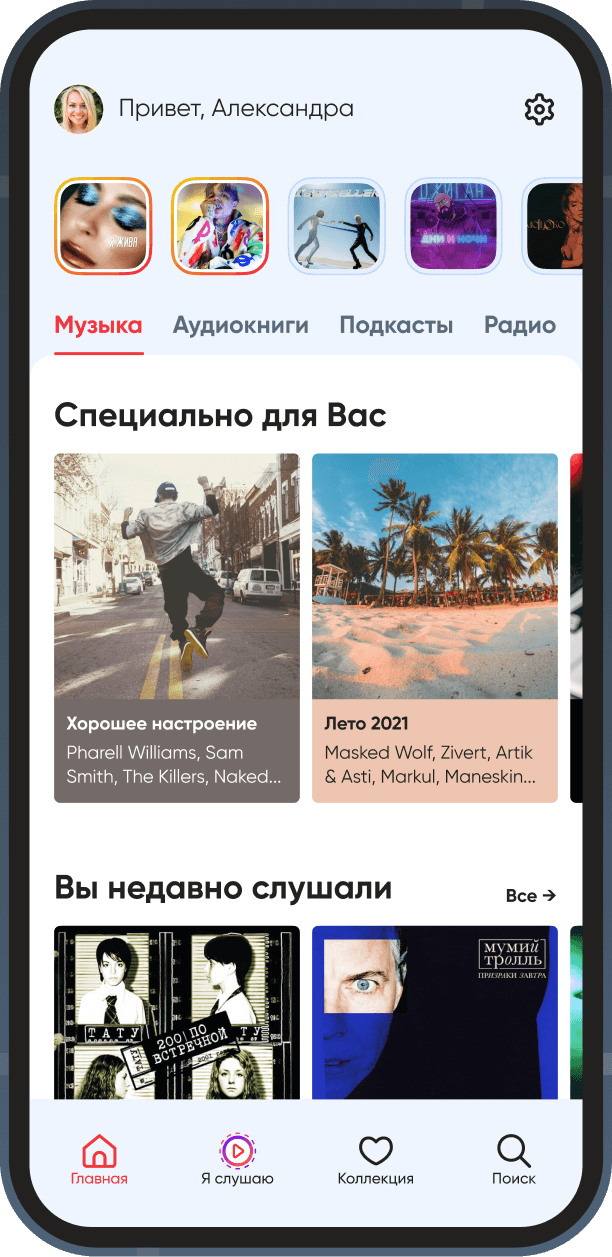 Привет, Александра
Я ЖИВА
ДЖИГАН
ДНИ И НОЧИ
Музыка
Аудиокниги
Подкасты
Радио
Специально для Вас
Хорошее настроение
Pharell Williams, Sam
Smith, The Killers, Naked...
Лето 2021
Masked Wolf, Zivert, Artik
& Asti, Markul, Maneskin...
Вы недавно слушали
Все →
ТАТУ
200 ПО
ВСТРЕЧНОЙ
мумий
тролль
ПРИЗРАКИ ЗАВТРА
Главная
Я слушаю
Коллекция
Поиск